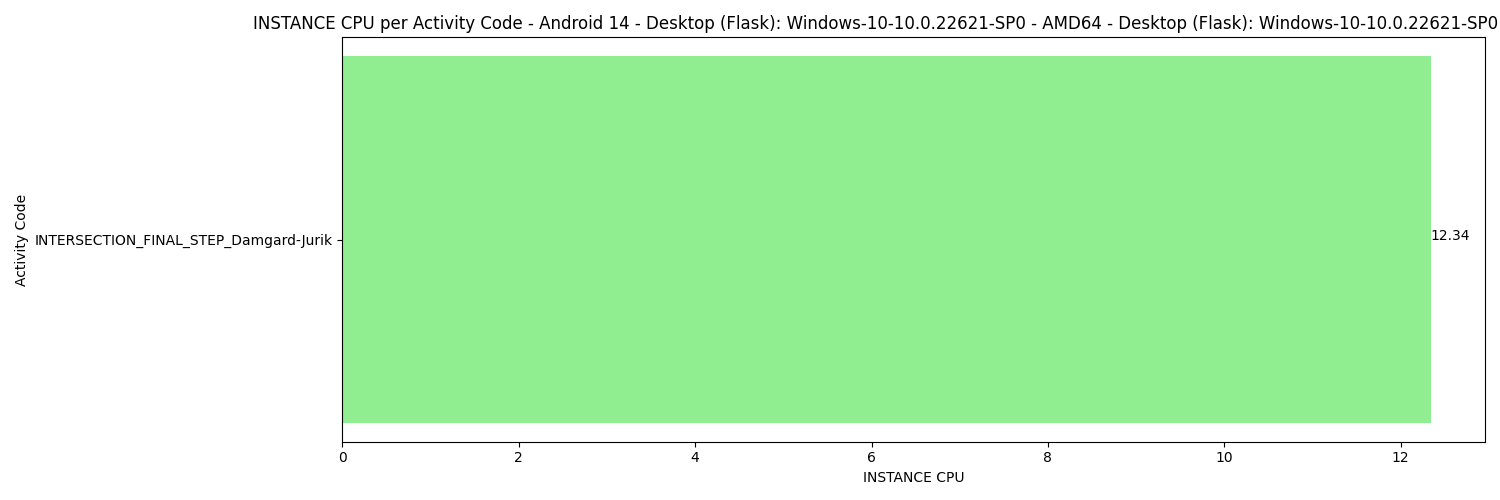 INSTANCE CPU per Activity Code - Android 14 - Desktop (Flask): Windows-10-10.0.22621-SP0 - AMD64 - Desktop (Flask): Windows-10-10.0.22621-SP0
Activity Code
INTERSECTION_FINAL_STEP_Damgard-Jurik
12.34
0 2 4 6 8 10 12
INSTANCE CPU